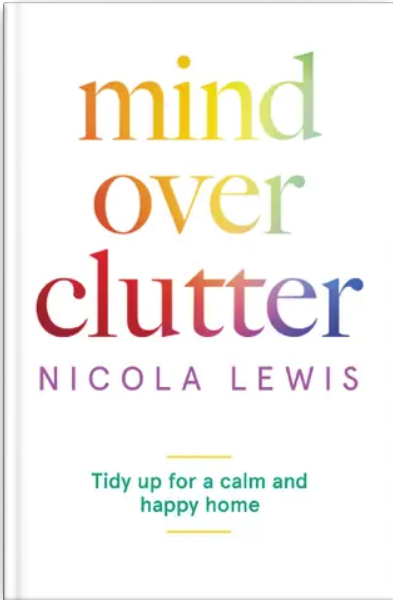 mind
over
clutter
NICOLA LEWIS
Tidy up for a calm and
happy home